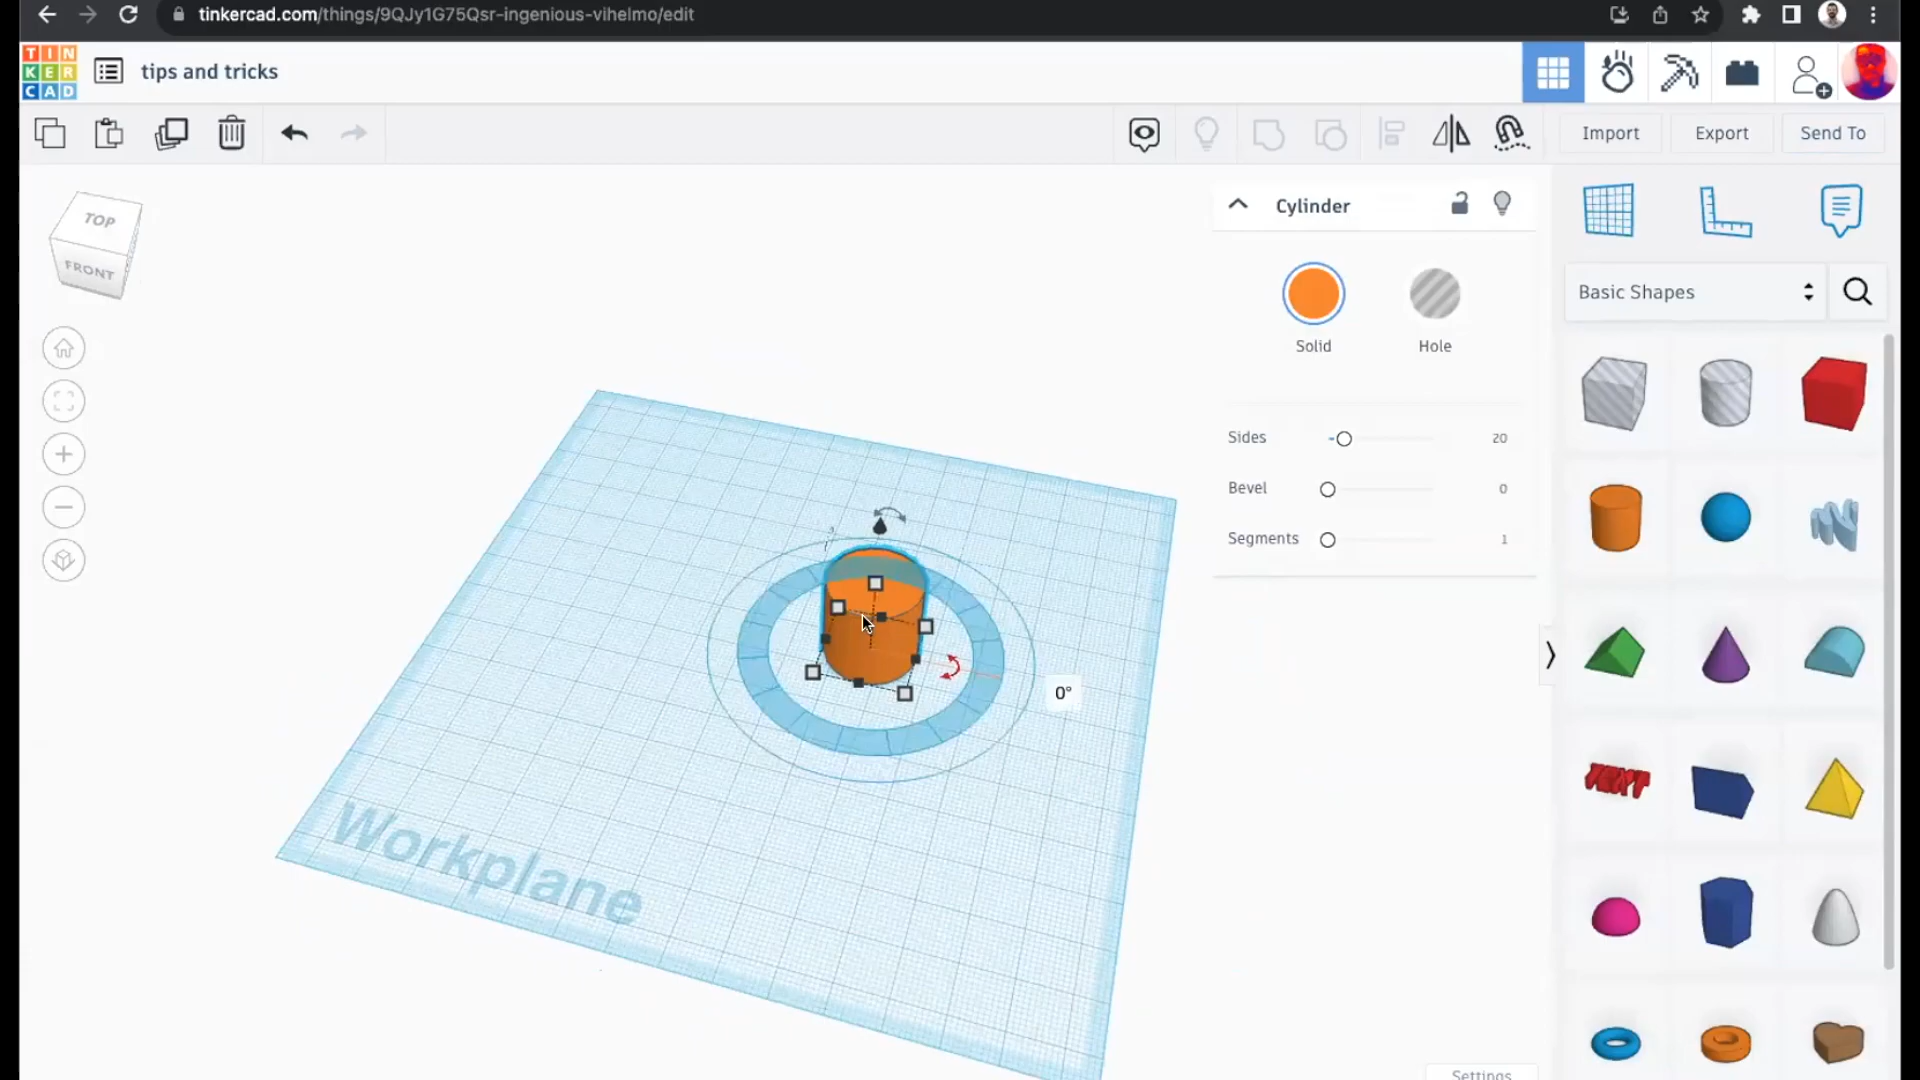 tinkercad.com/things/9QJy1G75Qsr-ingenious-vihelmo/edit
TIN
KER
CAD
tips and tricks
Import
Export
Send To
TOP
FRONT
Cylinder
Solid
Hole
Sides 20
Bevel 0
Segments 1
Basic Shapes
TEXT
0°
Workplane
Settings